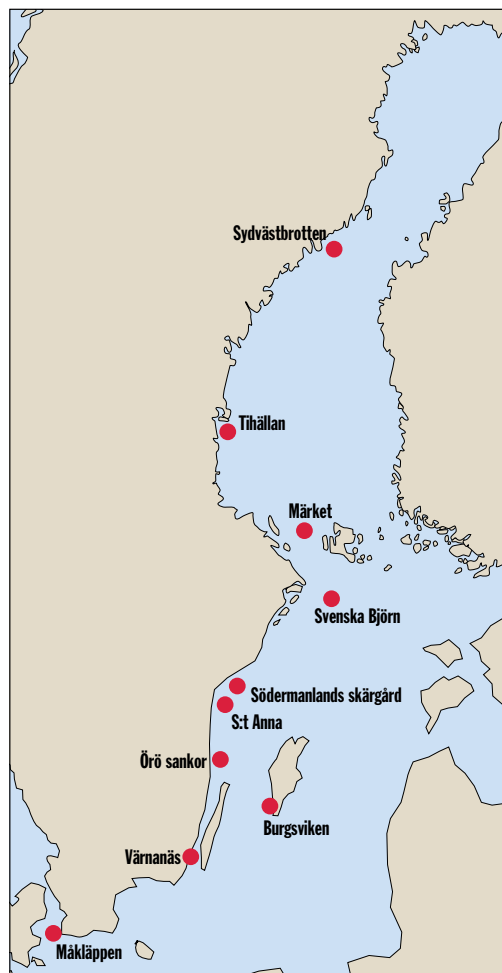 Sydvästbrotten
Tihällan
Märket
Svenska Björn
Södermanlands skärgård
S:t Anna
Örö sankor
Burgsviken
Värnanäs
Måkläppen